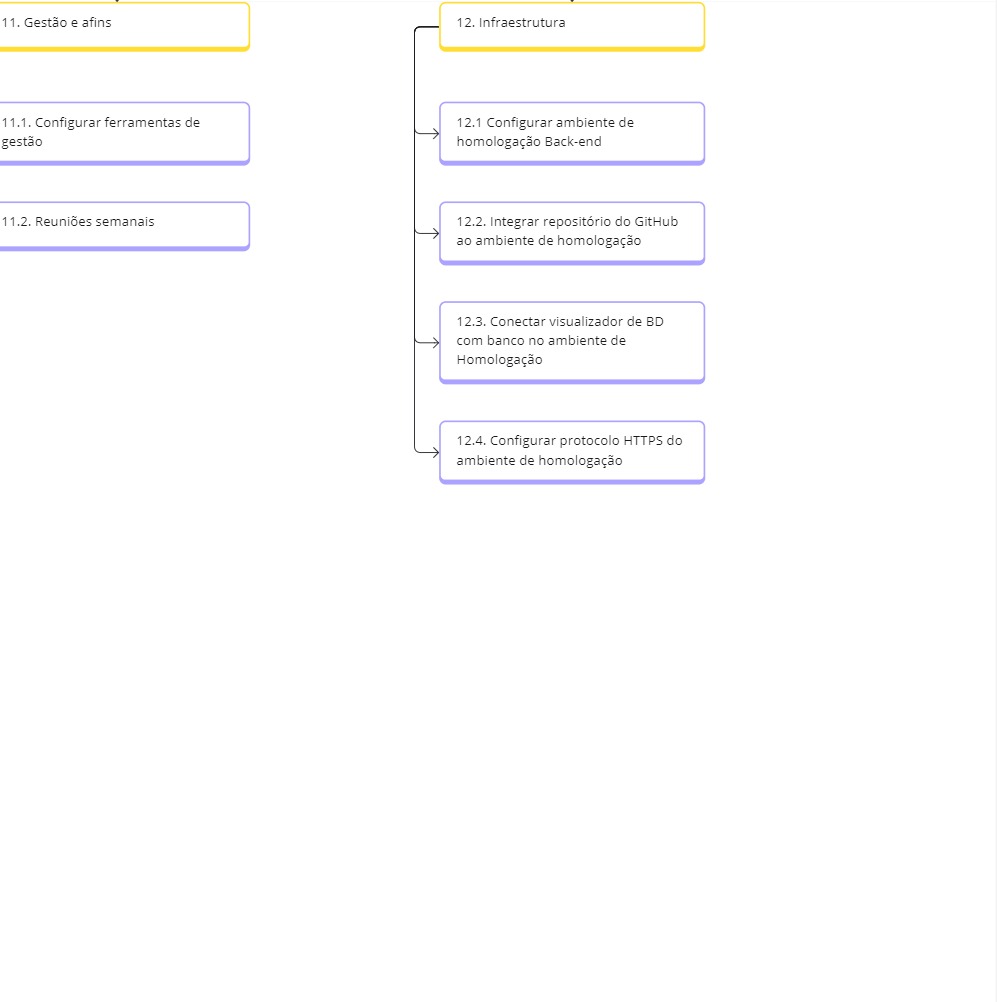 11. Gestão e afins
11.1. Configurar ferramentas de
gestão
11.2. Reuniões semanais
12. Infraestrutura
12.1 Configurar ambiente de
homologação Back-end
12.2. Integrar repositório do GitHub
ao ambiente de homologação
12.3. Conectar visualizador de BD
com banco no ambiente de
Homologação
12.4. Configurar protocolo HTTPS do
ambiente de homologação